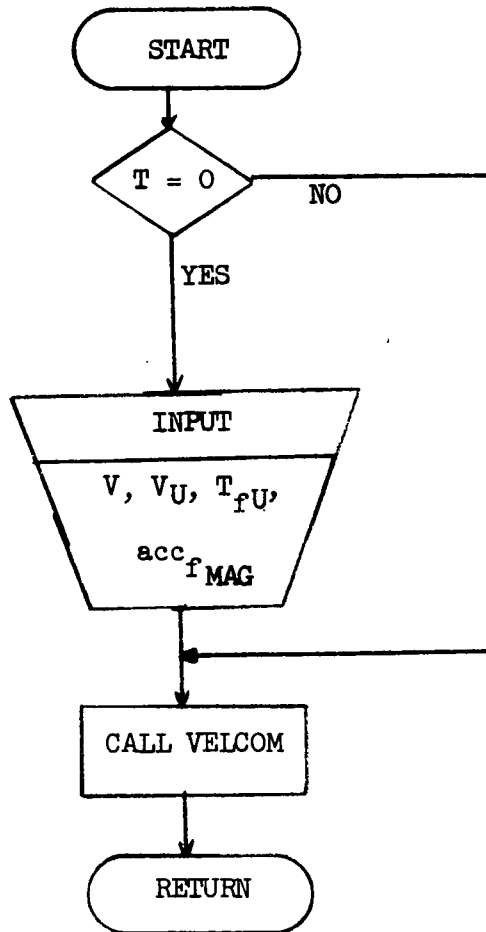 START
T = 0
NO
YES
INPUT
V, V_U, T_fU,
acc_f_MAG
CALL VELCOM
RETURN